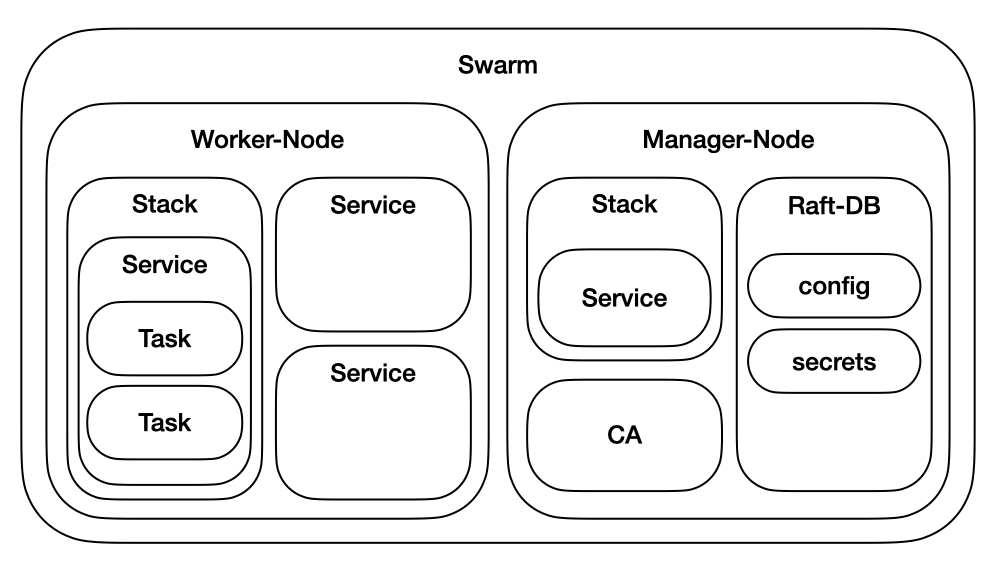 Swarm
Worker-Node
Stack
Service
Task
Task
Service
Service
Manager-Node
Stack
Service
CA
Raft-DB
config
secrets